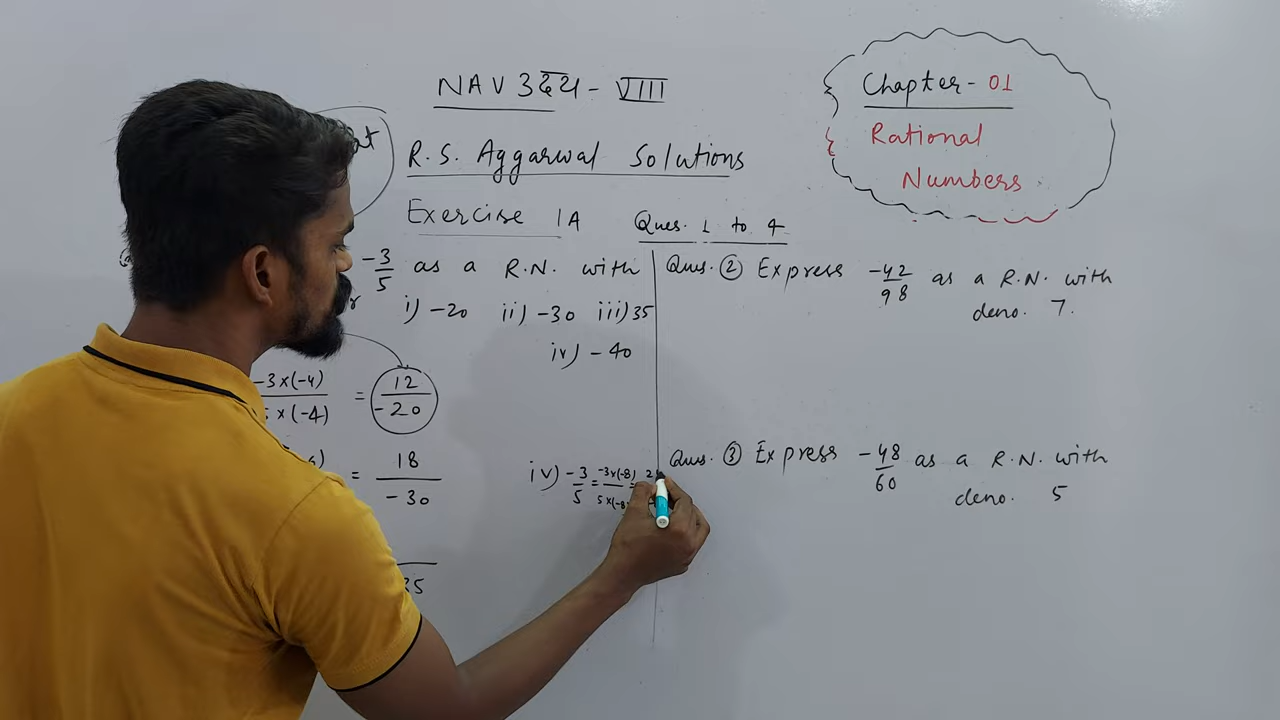 NAV उदय - VIII
R.S. Aggarwal Solutions
Exercise 1A Ques. 1 to 4
Chapter - 01
Rational
Numbers
-3/5 as a R.N. with
i) -20 ii) -30 iii) 35
iv) -40
-3×(-4) / 5×(-4) = 12/-20
= 18/-30
iv) -3/5 = -3×(-8)
Ques. ② Express -42/98 as a R.N. with
deno. 7.
Ques. ③ Express -48/60 as a R.N. with
deno. 5